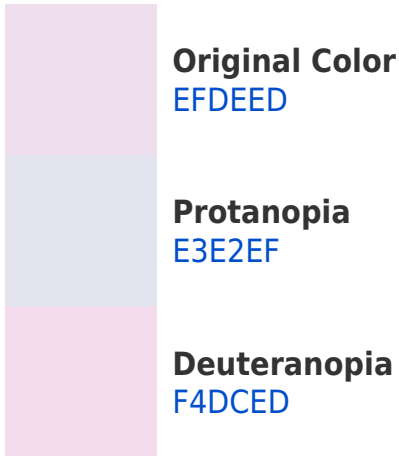 Original Color
EFDEED
Protanopia
E3E2EF
Deuteranopia
F4DCED